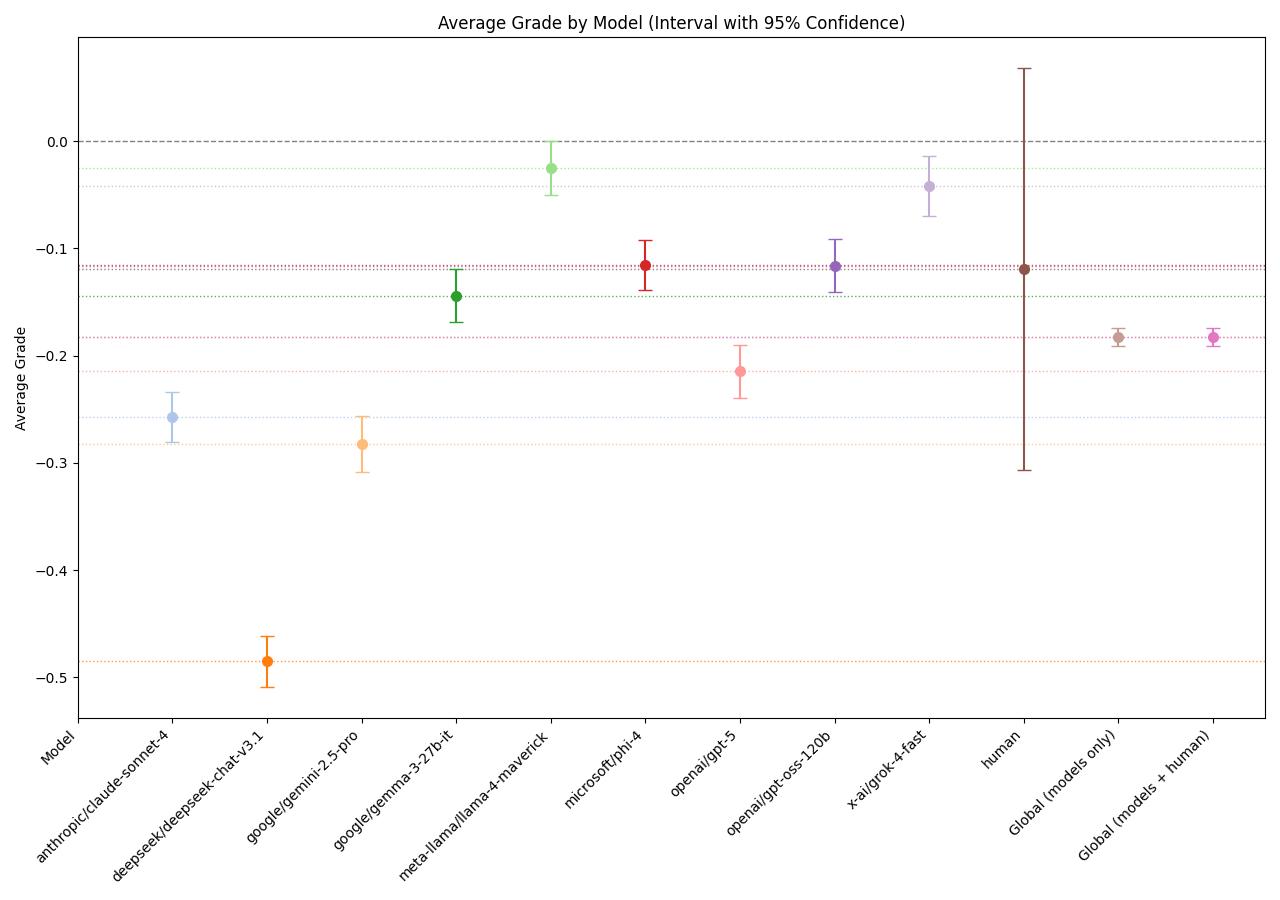 Average Grade by Model (Interval with 95% Confidence)
Average Grade
0.0
−0.1
−0.2
−0.3
−0.4
−0.5
Model
anthropic/claude-sonnet-4
deepseek/deepseek-chat-v3.1
google/gemini-2.5-pro
google/gemma-3-27b-it
meta-llama/llama-4-maverick
microsoft/phi-4
openai/gpt-5
openai/gpt-oss-120b
x-ai/grok-4-fast
human
Global (models only)
Global (models + human)